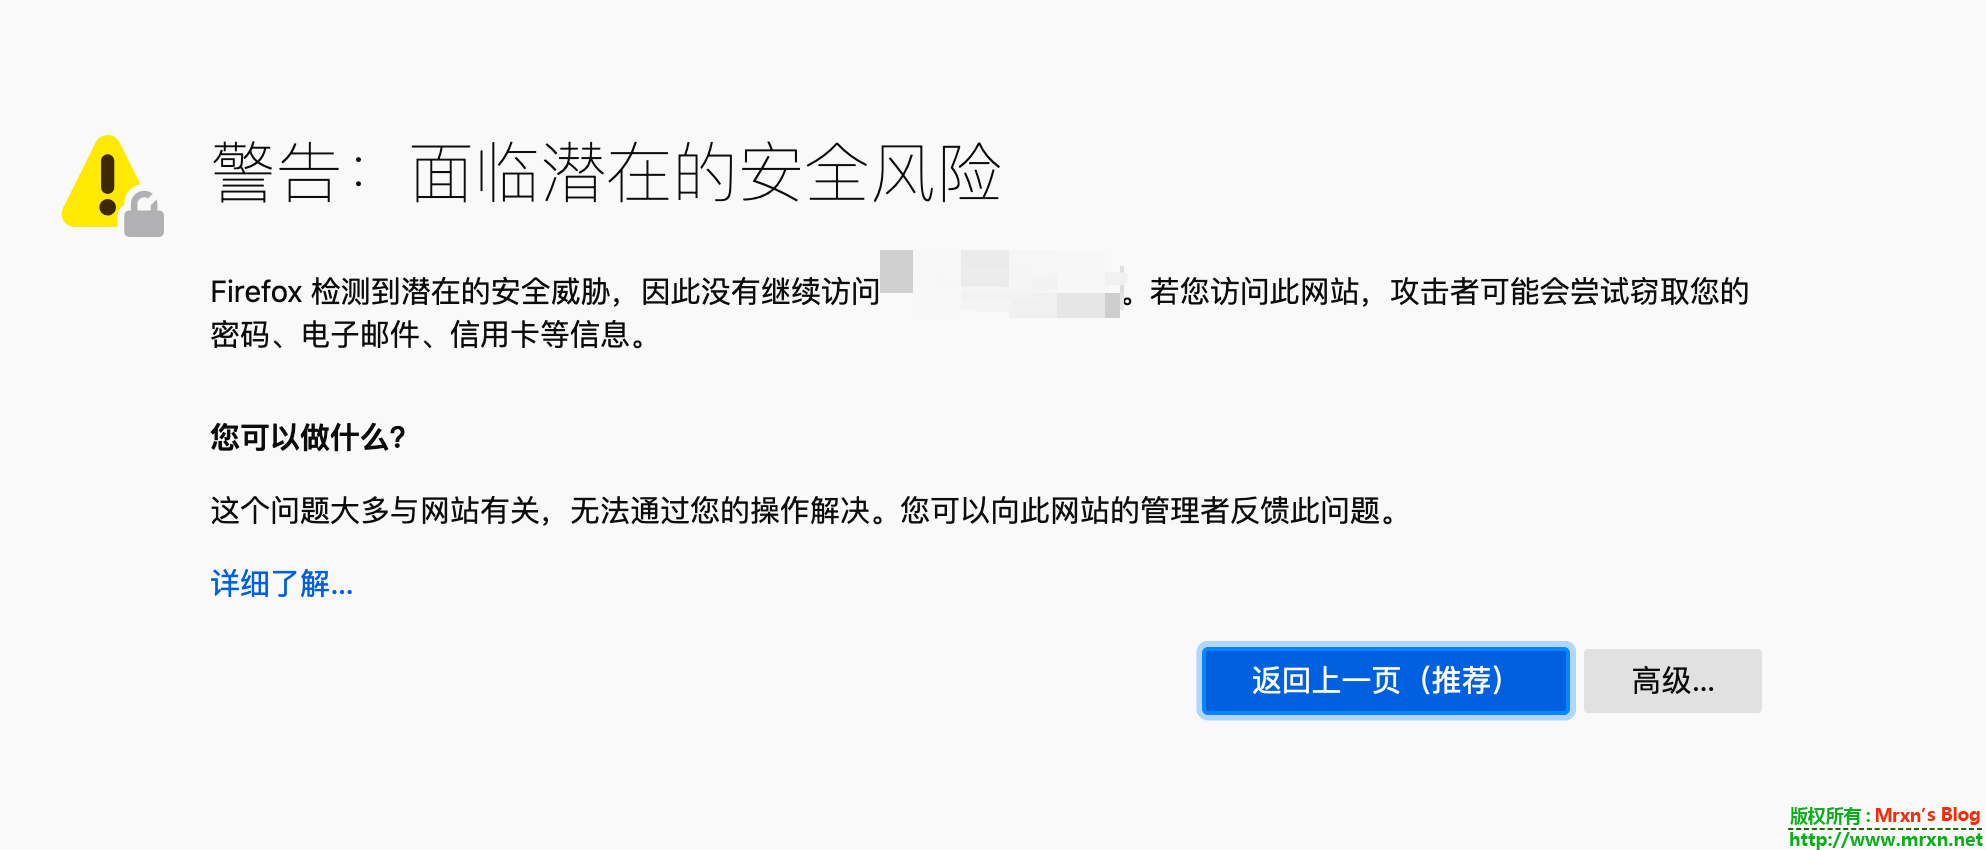 警告：面临潜在的安全风险
Firefox 检测到潜在的安全威胁，因此没有继续访问 。若您访问此网站，攻击者可能会尝试窃取您的
密码、电子邮件、信用卡等信息。
您可以做什么?
这个问题大多与网站有关，无法通过您的操作解决。您可以向此网站的管理者反馈此问题。
详细了解...
返回上一页（推荐）
高级...
版权所有 : Mrxn's Blog
http://www.mrxn.net